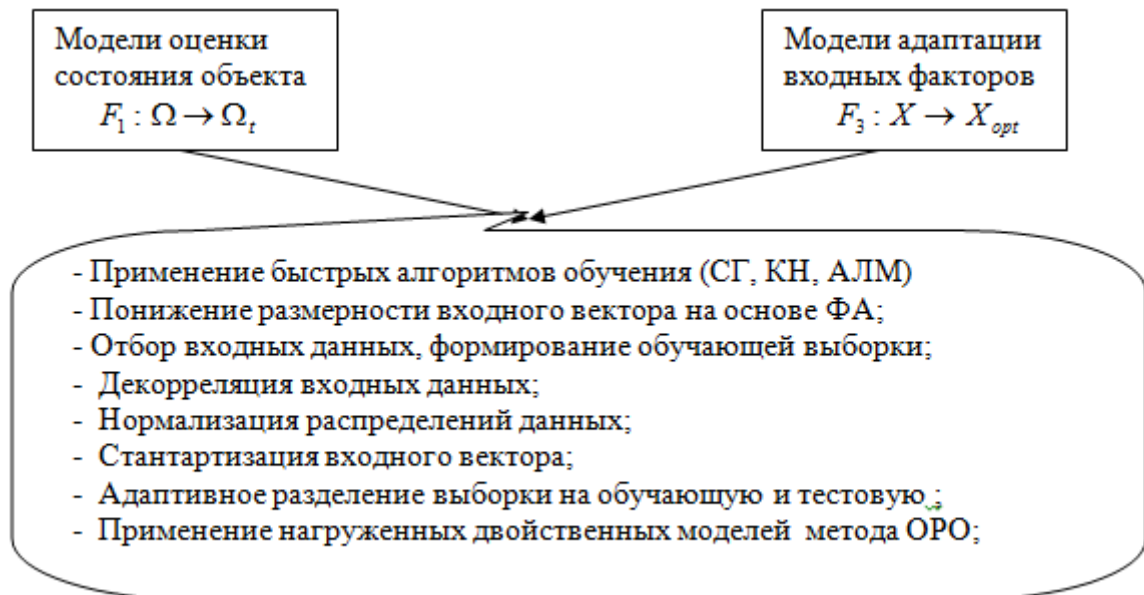 Модели оценки
состояния объекта
F₁ : Ω → Ωₜ
Модели адаптации
входных факторов
F₃ : X → Xₒₚₜ
- Применение быстрых алгоритмов обучения (СГ, КН, АЛМ)
- Понижение размерности входного вектора на основе ФА;
- Отбор входных данных, формирование обучающей выборки;
- Декорреляция входных данных;
- Нормализация распределений данных;
- Стантартизация входного вектора;
- Адаптивное разделение выборки на обучающую и тестовую ;
- Применение нагруженных двойственных моделей метода ОРО;